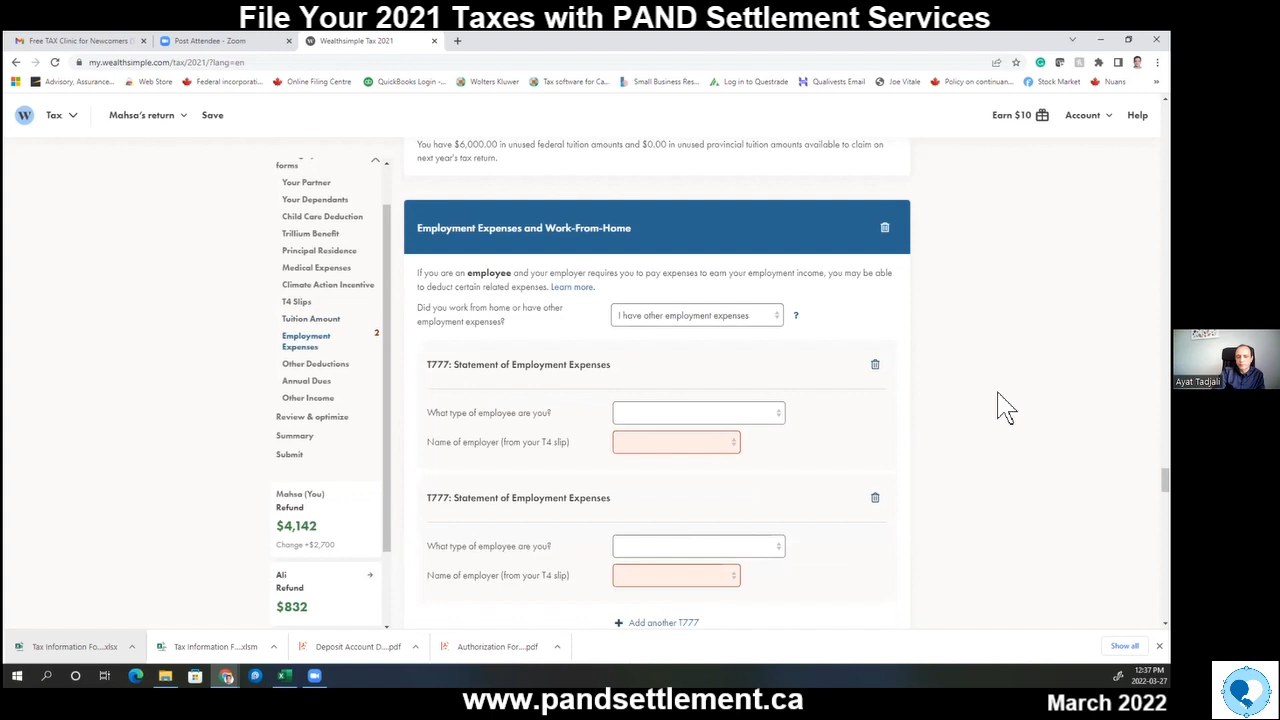 File Your 2021 Taxes with PAND Settlement Services
Free TAX Clinic for Newcomers (
Post Attendee - Zoom
Wealthsimple Tax 2021
my.wealthsimple.com/tax/2021/?lang=en
Advisory, Assurance...
Web Store
Federal incorporation...
Online Filing Centre
QuickBooks Login -...
Wolters Kluwer
Tax software for Ca...
Small Business Res...
Log in to Questrade
Qualivests Email
Joe Vitale
Policy on continuan...
Stock Market
Nuans
W
Tax
Mahsa's return
Save
Earn $10
Account
Help
You have $6,000.00 in unused federal tuition amounts and $0.00 in unused provincial tuition amounts available to claim on
next year's tax return.
forms
Your Partner
Your Dependants
Child Care Deduction
Trillium Benefit
Principal Residence
Medical Expenses
Climate Action Incentive
T4 Slips
Tuition Amount
Employment
Expenses
2
Other Deductions
Annual Dues
Other Income
Review & optimize
Summary
Submit
Mahsa (You)
Refund
$4,142
Change +$2,700
Ali
Refund
$832
Employment Expenses and Work-From-Home
If you are an employee and your employer requires you to pay expenses to earn your employment income, you may be able
to deduct certain related expenses. Learn more.
Did you work from home or have other
employment expenses?
I have other employment expenses
?
T777: Statement of Employment Expenses
What type of employee are you?
Name of employer (from your T4 slip)
T777: Statement of Employment Expenses
What type of employee are you?
Name of employer (from your T4 slip)
Add another T777
Ayat Tadjali
Tax Information Fo....xlsx
Tax Information F....xlsm
Deposit Account D....pdf
Authorization For....pdf
Show all
12:37 PM
2022-03-27
www.pandsettlement.ca
March 2022